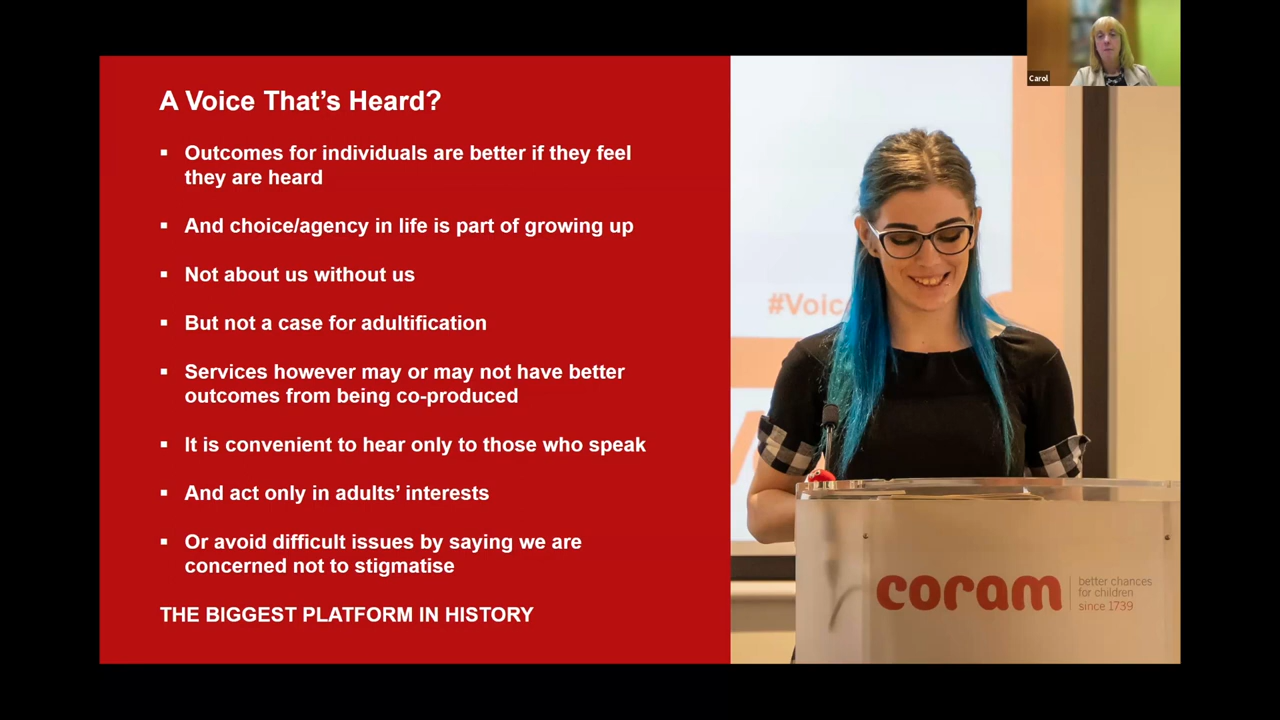 Carol
A Voice That’s Heard?
▪ Outcomes for individuals are better if they feel
they are heard
▪ And choice/agency in life is part of growing up
▪ Not about us without us
▪ But not a case for adultification
▪ Services however may or may not have better
outcomes from being co-produced
▪ It is convenient to hear only to those who speak
▪ And act only in adults’ interests
▪ Or avoid difficult issues by saying we are
concerned not to stigmatise
THE BIGGEST PLATFORM IN HISTORY
#Voic
coram
better chances
for children
since 1739